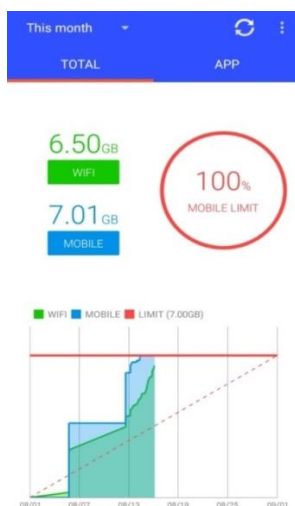 This month
TOTAL APP
6.50GB
WIFI
7.01GB
MOBILE
100%
MOBILE LIMIT
WIFI MOBILE LIMIT (7.00GB)
08/01 08/07 08/13 08/19 08/25 09/01